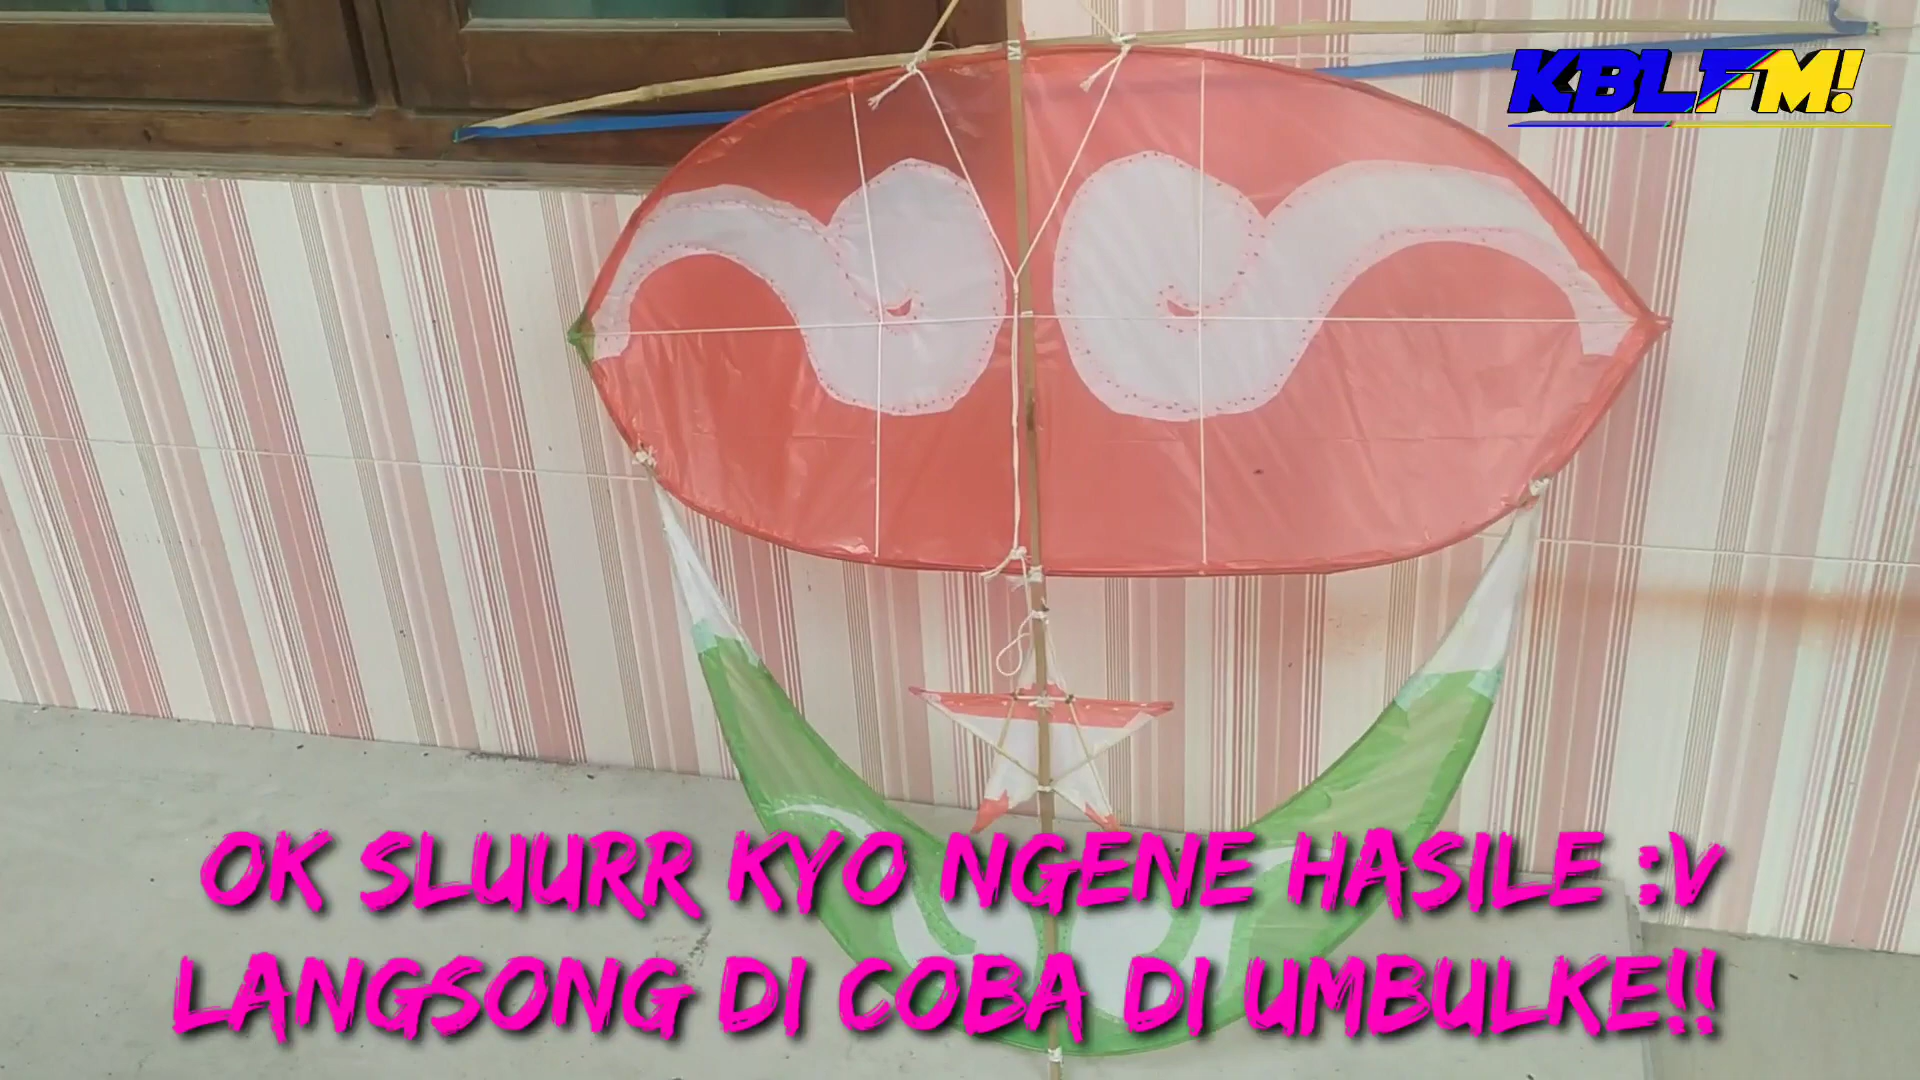 KBLFM!
OK SLUURR KYO NGENE HASILE :V
LANGSONG DI COBA DI UMBULKE!!